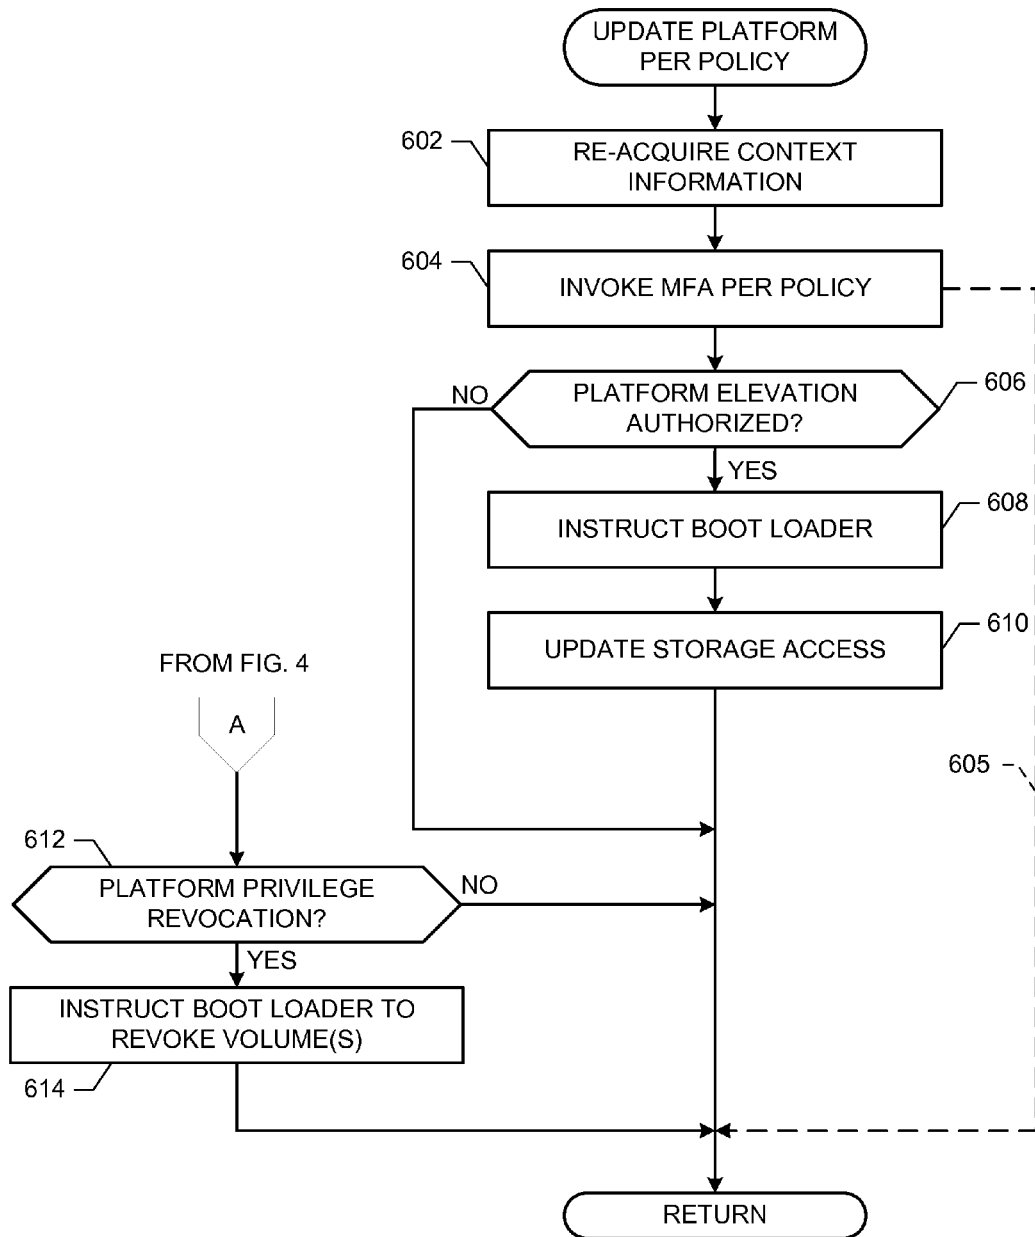 UPDATE PLATFORM
PER POLICY
602
RE-ACQUIRE CONTEXT
INFORMATION
604
INVOKE MFA PER POLICY
606
NO
PLATFORM ELEVATION
AUTHORIZED?
YES
608
INSTRUCT BOOT LOADER
610
UPDATE STORAGE ACCESS
FROM FIG. 4
A
605
612
PLATFORM PRIVILEGE
REVOCATION?
NO
YES
INSTRUCT BOOT LOADER TO
REVOKE VOLUME(S)
614
RETURN